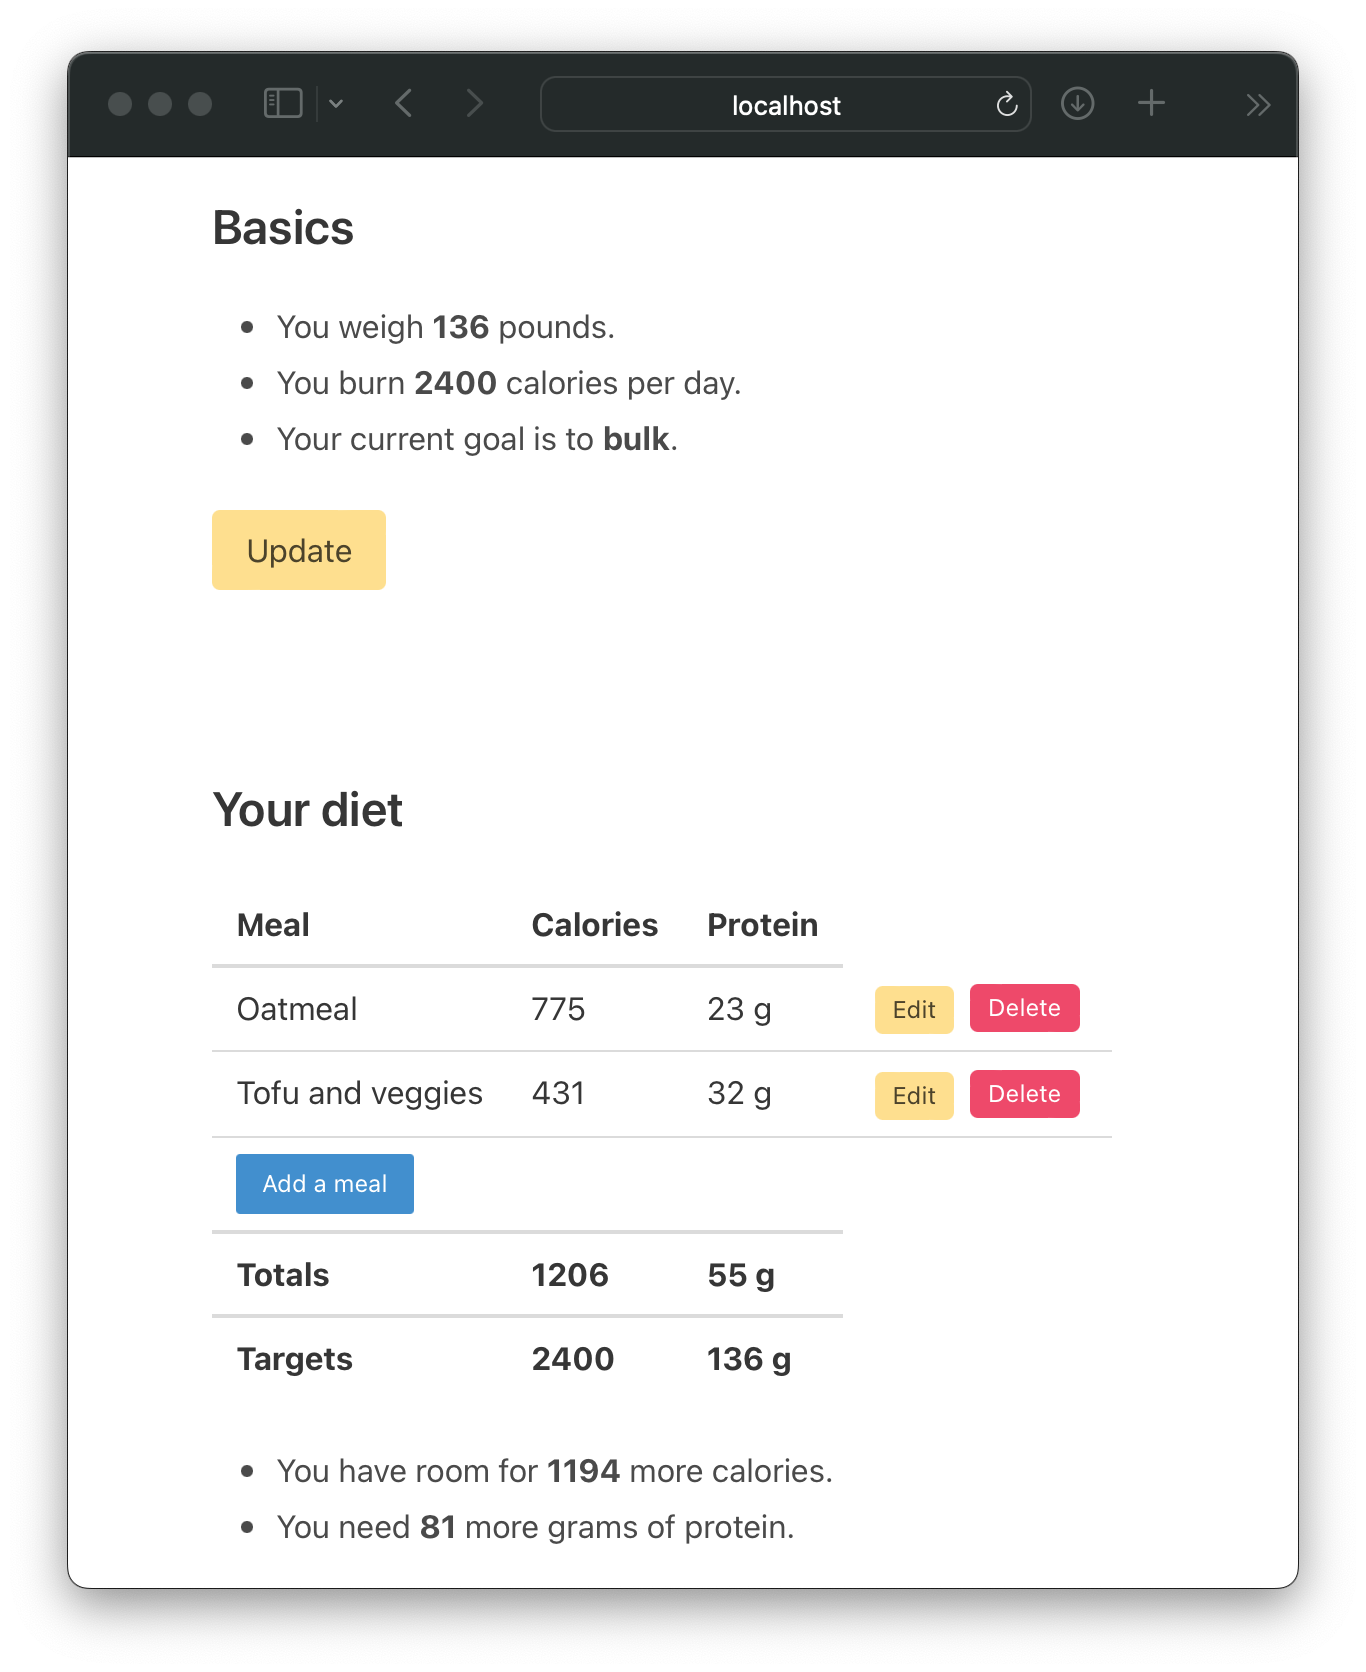 localhost
Basics
You weigh 136 pounds.
You burn 2400 calories per day.
Your current goal is to bulk.
Update
Your diet
Meal Calories Protein
Oatmeal 775 23 g Edit Delete
Tofu and veggies 431 32 g Edit Delete
Add a meal
Totals 1206 55 g
Targets 2400 136 g
You have room for 1194 more calories.
You need 81 more grams of protein.